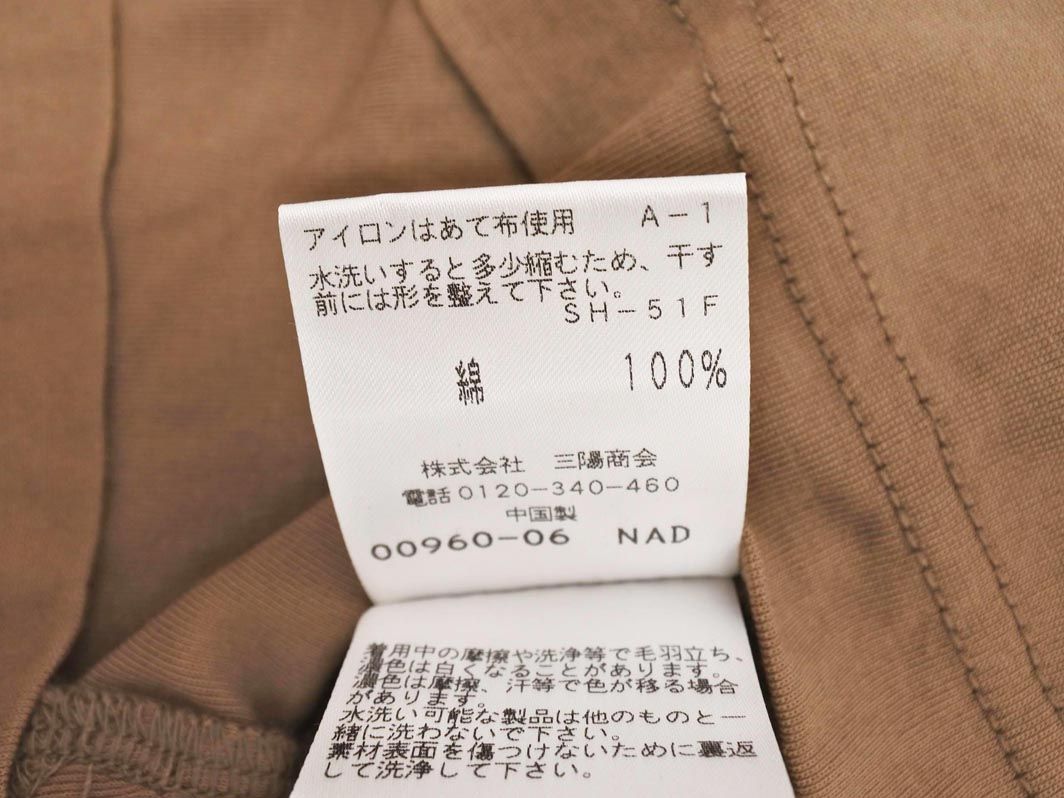 アイロンはあて布使用 A-1
水洗いすると多少縮むため、干す
前には形を整えて下さい。
SH-51F
綿 100%
株式会社 三陽商会
電話0120-340-460
中国製
00960-06 NAD
着用中の摩擦や洗浄等で毛羽立ち、
濃色は白くなることがあります。
濃色は摩擦、汗等で色が移る場合
があります。
水洗い可能な製品は他のものと一
緒に洗わないで下さい。
素材表面を傷つけないために裏返
して洗浄して下さい。